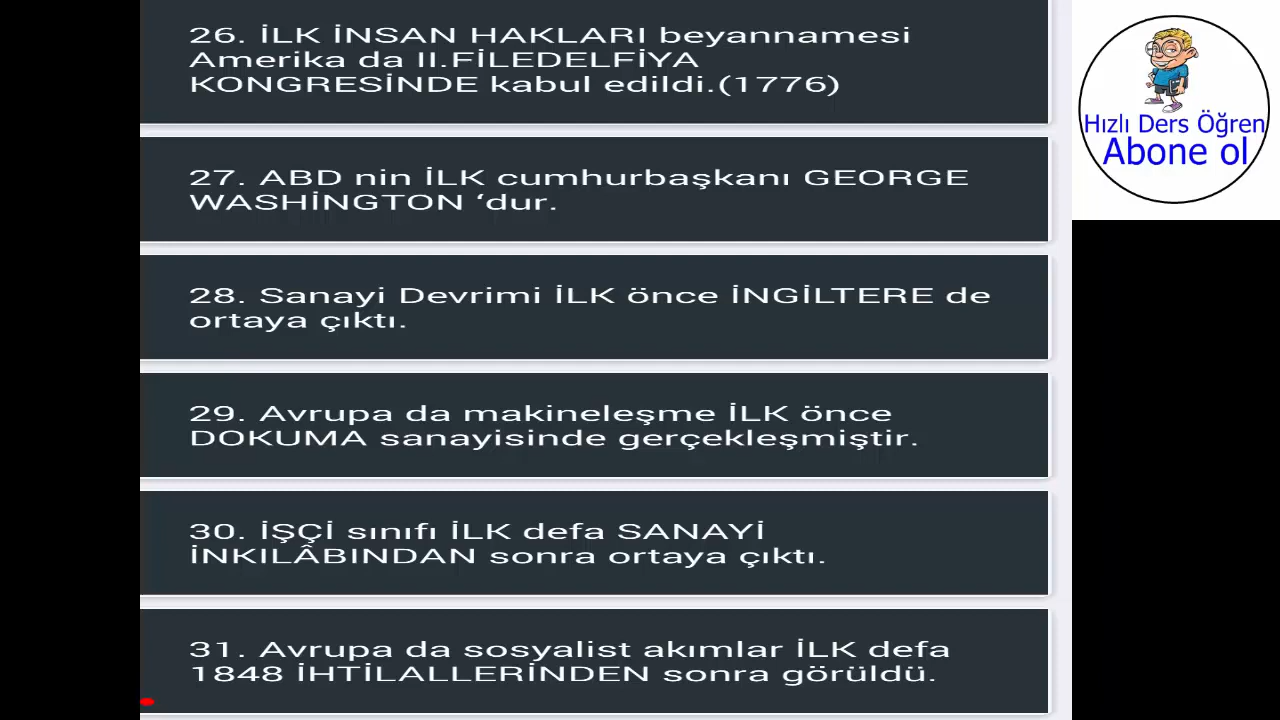 26. İLK İNSAN HAKLARI beyannamesi
Amerika da II.FİLEDELFİYA
KONGRESİNDE kabul edildi.(1776)
27. ABD nin İLK cumhurbaşkanı GEORGE
WASHİNGTON ‘dur.
28. Sanayi Devrimi İLK önce İNGİLTERE de
ortaya çıktı.
29. Avrupa da makineleşme İLK önce
DOKUMA sanayisinde gerçekleşmiştir.
30. İŞÇİ sınıfı İLK defa SANAYİ
İNKILÂBINDAN sonra ortaya çıktı.
31. Avrupa da sosyalist akımlar İLK defa
1848 İHTİLALLERİNDEN sonra görüldü.
Hızlı Ders Öğren
Abone ol